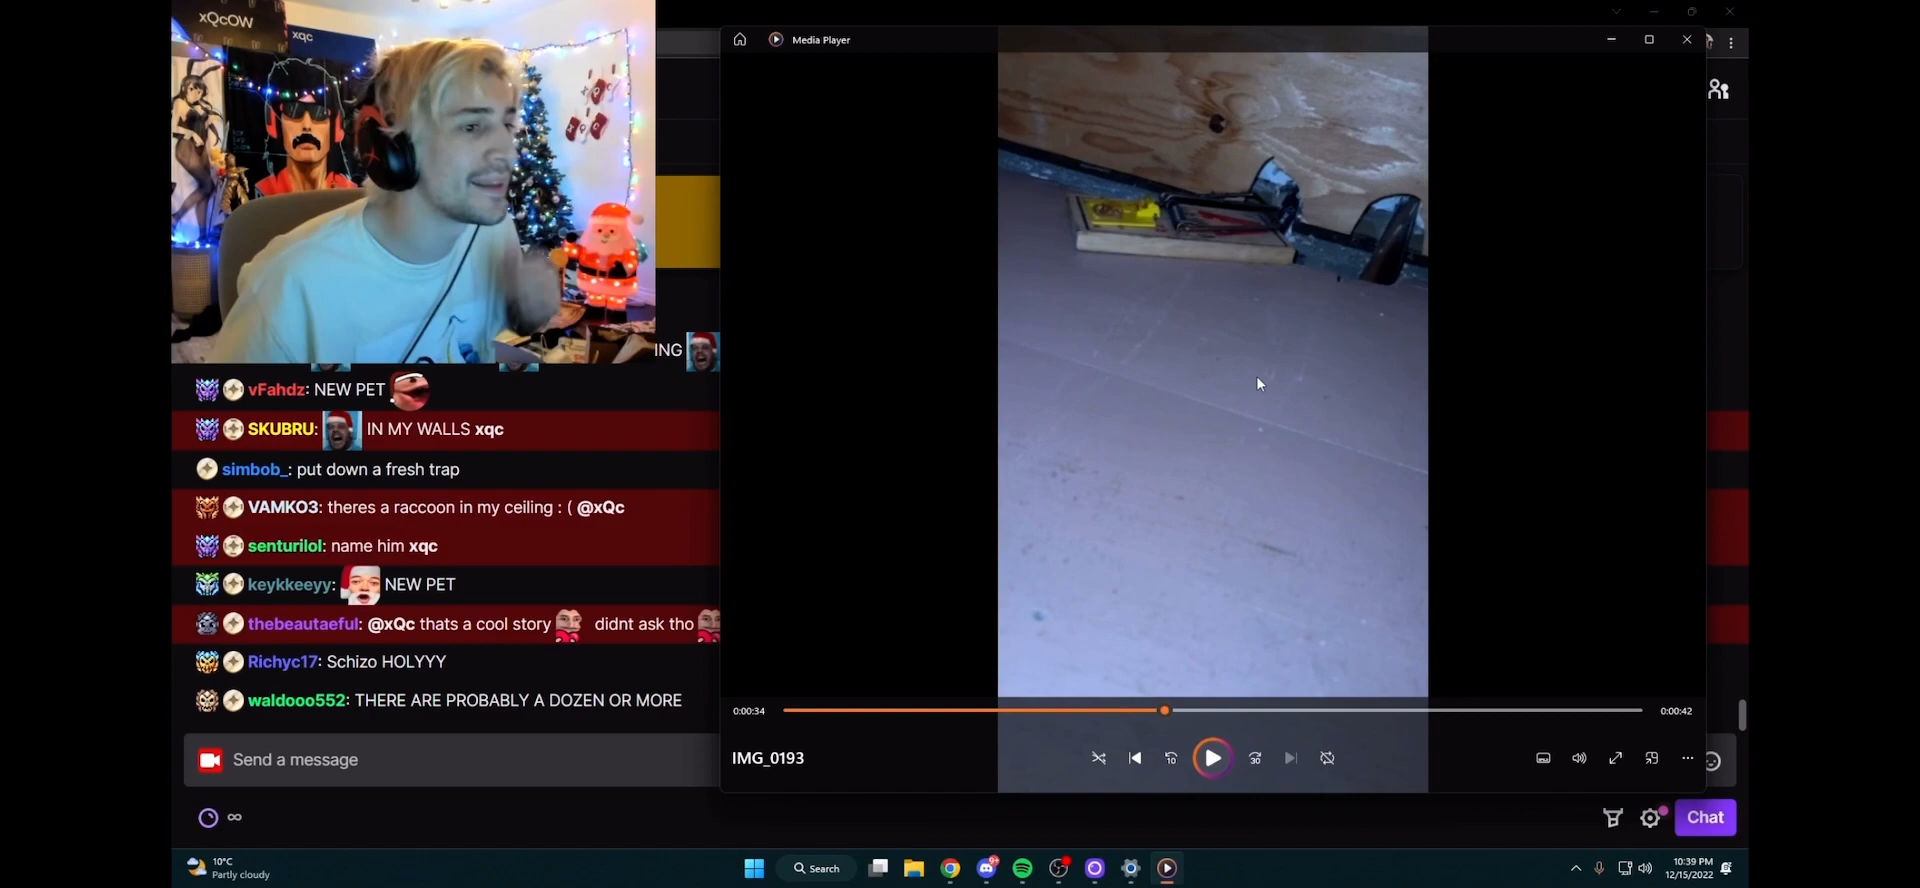 xQcOW
xqc
XQC
Media Player
ING
vFahdz: NEW PET
SKUBRU: IN MY WALLS xqc
simbob_: put down a fresh trap
VAMKO3: theres a raccoon in my ceiling : ( @xQc
senturilol: name him xqc
keykkeeyy: NEW PET
thebeautaeful: @xQc thats a cool story didnt ask tho
Richyc17: Schizo HOLYYY
waldooo552: THERE ARE PROBABLY A DOZEN OR MORE
0:00:34
0:00:42
Send a message
IMG_0193
10
30
∞
Chat
10°C
Partly cloudy
Search
10:39 PM
12/15/2022